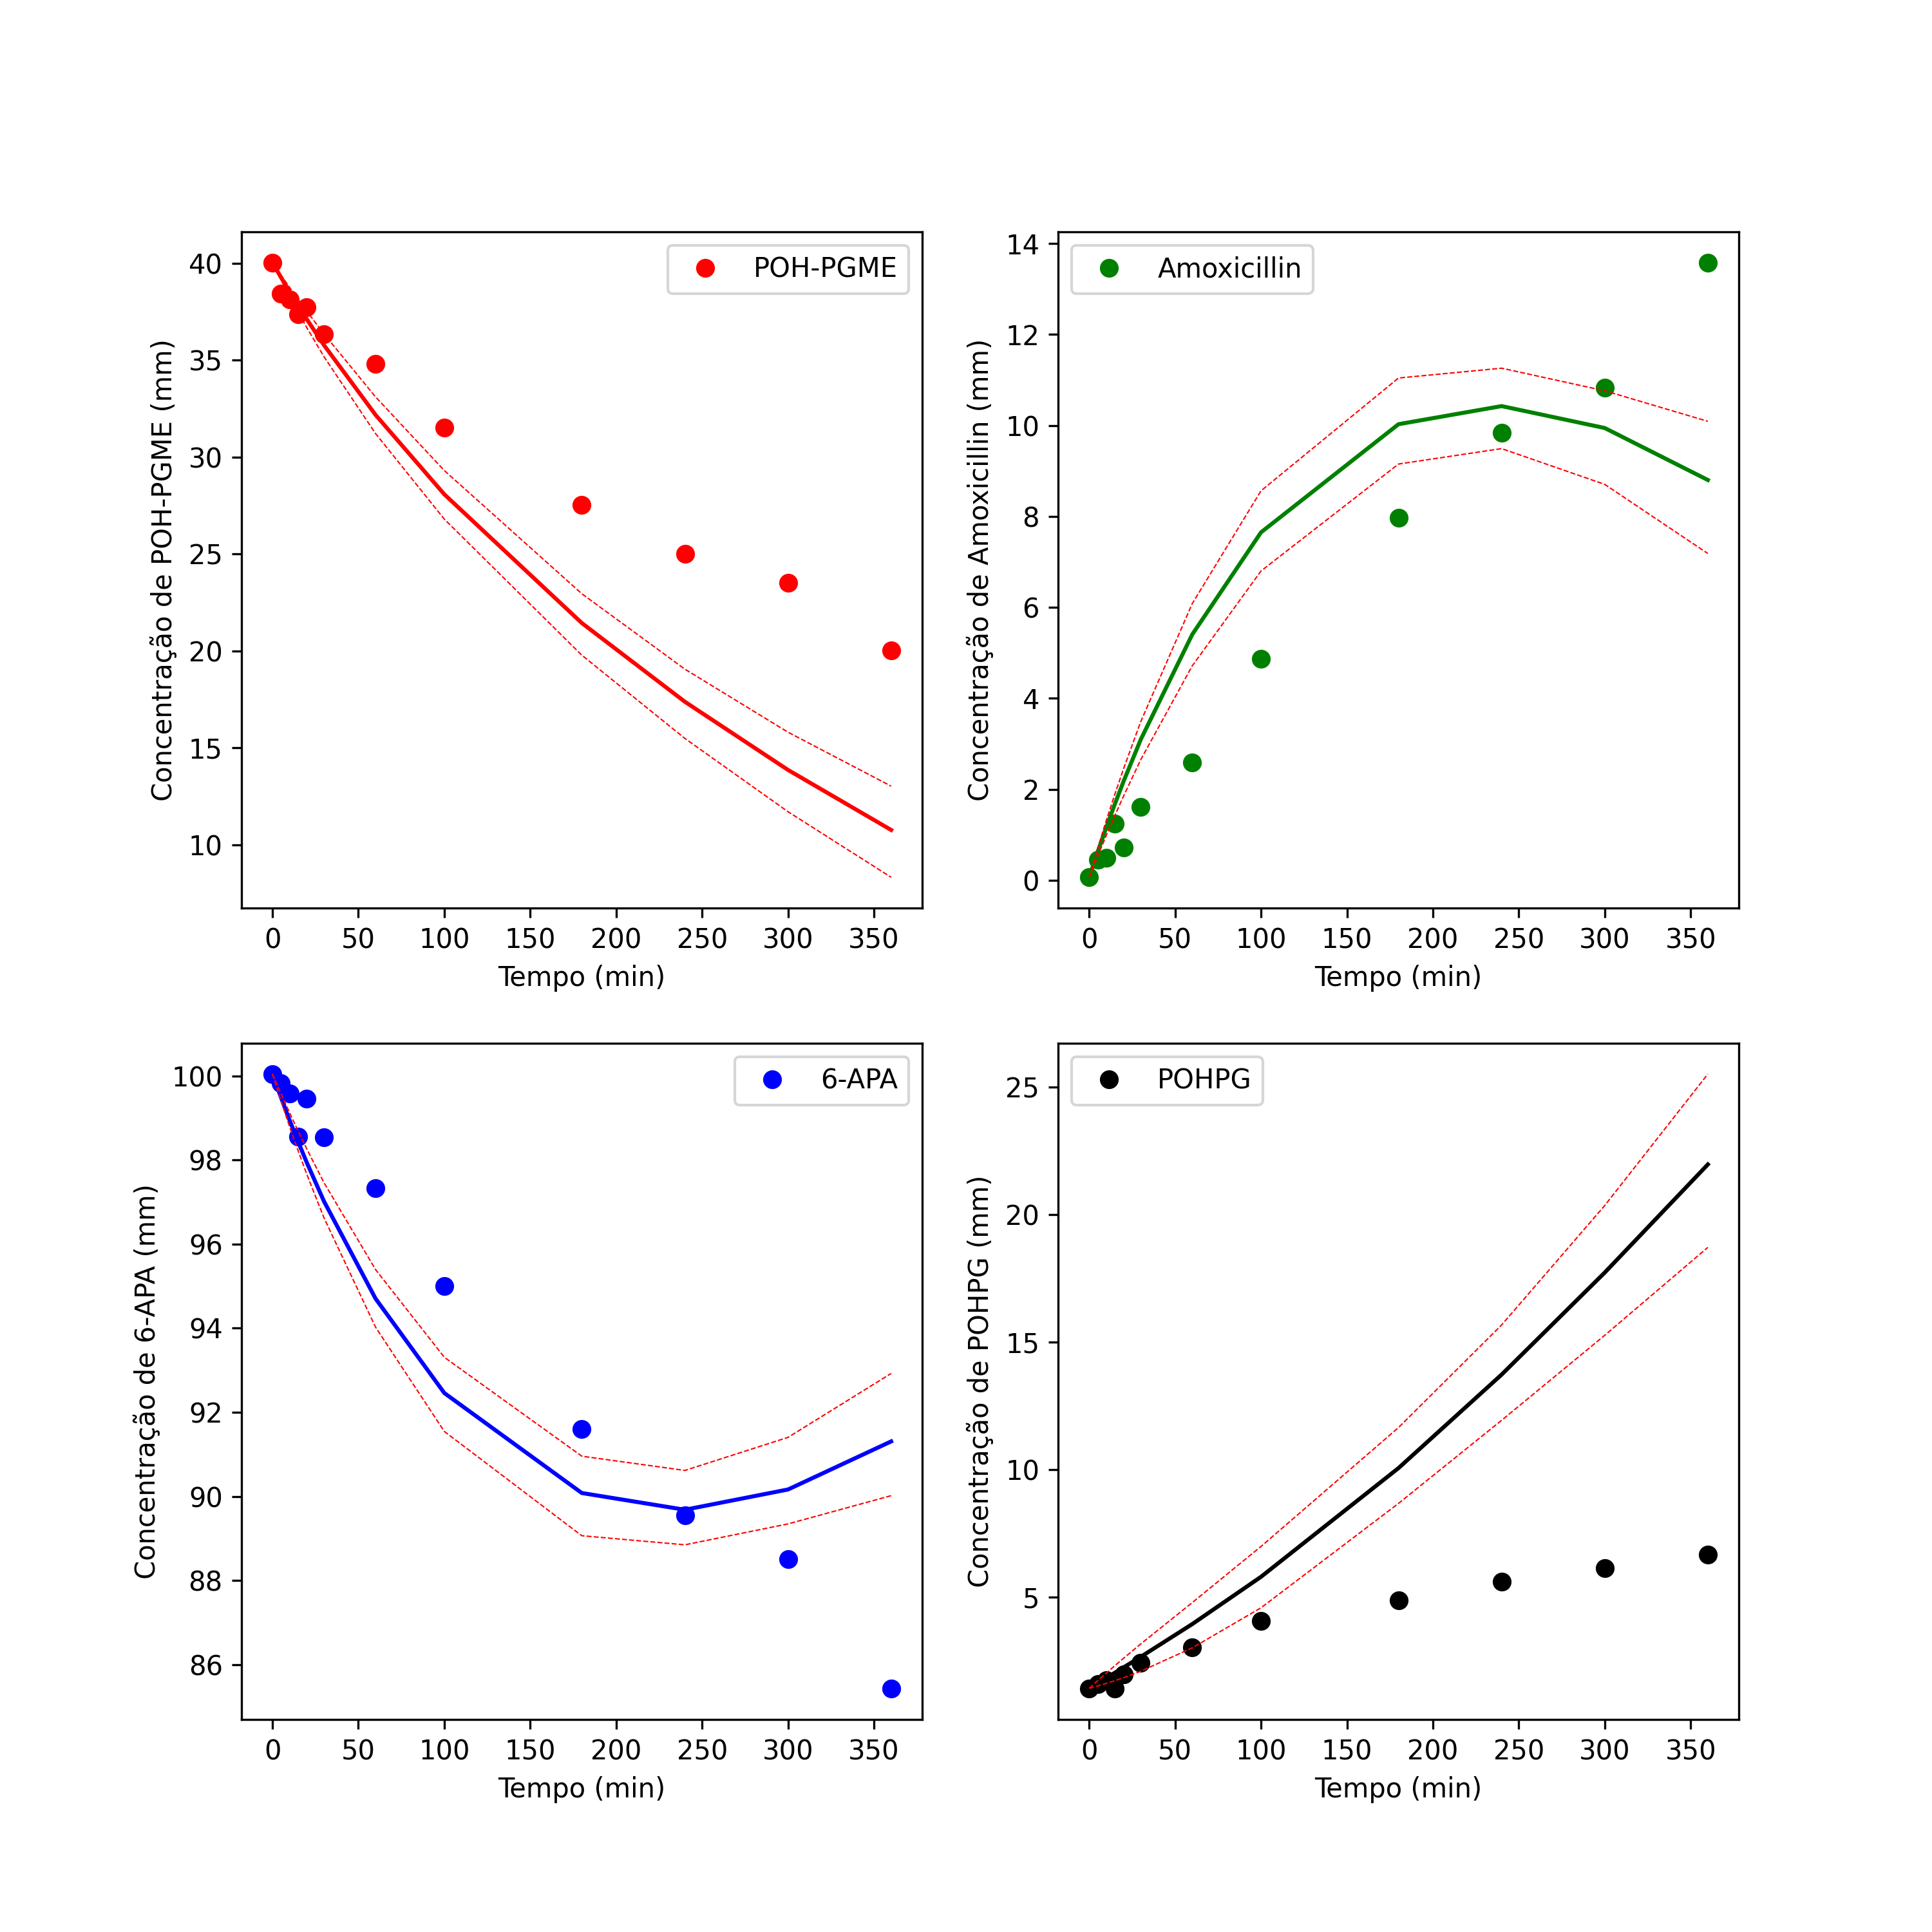 POH-PGME
Concentração de POH-PGME (mm)
40
35
30
25
20
15
10
0 50 100 150 200 250 300 350
Tempo (min)
Amoxicillin
Concentração de Amoxicillin (mm)
14
12
10
8
6
4
2
0
0 50 100 150 200 250 300 350
Tempo (min)
6-APA
Concentração de 6-APA (mm)
100
98
96
94
92
90
88
86
0 50 100 150 200 250 300 350
Tempo (min)
POHPG
Concentração de POHPG (mm)
25
20
15
10
5
0 50 100 150 200 250 300 350
Tempo (min)